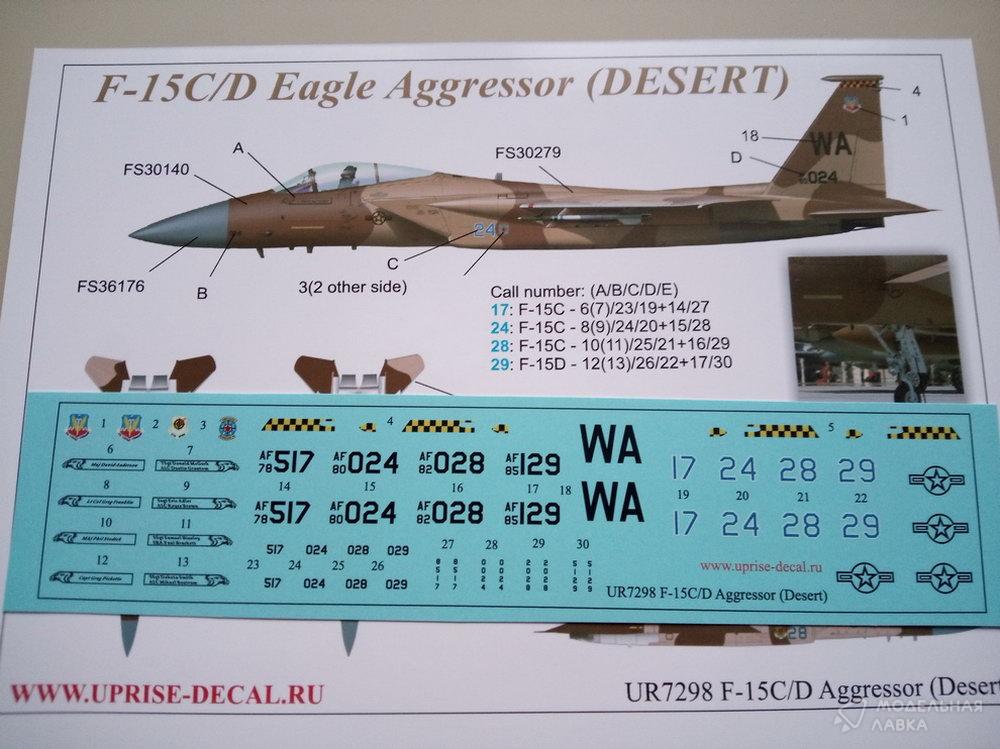 F-15C/D Eagle Aggressor (DESERT)
4
1
18
D
WA
024
FS30279
A
FS30140
24
C
B
FS36176
3(2 other side)
Call number: (A/B/C/D/E)
17: F-15C - 6(7)/23/19+14/27
24: F-15C - 8(9)/24/20+15/28
28: F-15C - 10(11)/25/21+16/29
29: F-15D - 12(13)/26/22+17/30
1 2 3 4 5
6 7
AF 78 517 AF 80 024 AF 82 028 AF 85 129 WA 17 24 28 29
8 9 14 15 16 17 18 19 20 21 22
AF 78 517 AF 80 024 AF 82 028 AF 85 129 WA 17 24 28 29
10 11
517 024 028 029 27 28 29 30
12 13 23 24 25 26
517 024 028 029
www.uprise-decal.ru
UR7298 F-15C/D Aggressor (Desert)
28
WWW.UPRISE-DECAL.RU
UR7298 F-15C/D Aggressor (Desert
МОДЕЛЬНАЯ
ЛАВКА